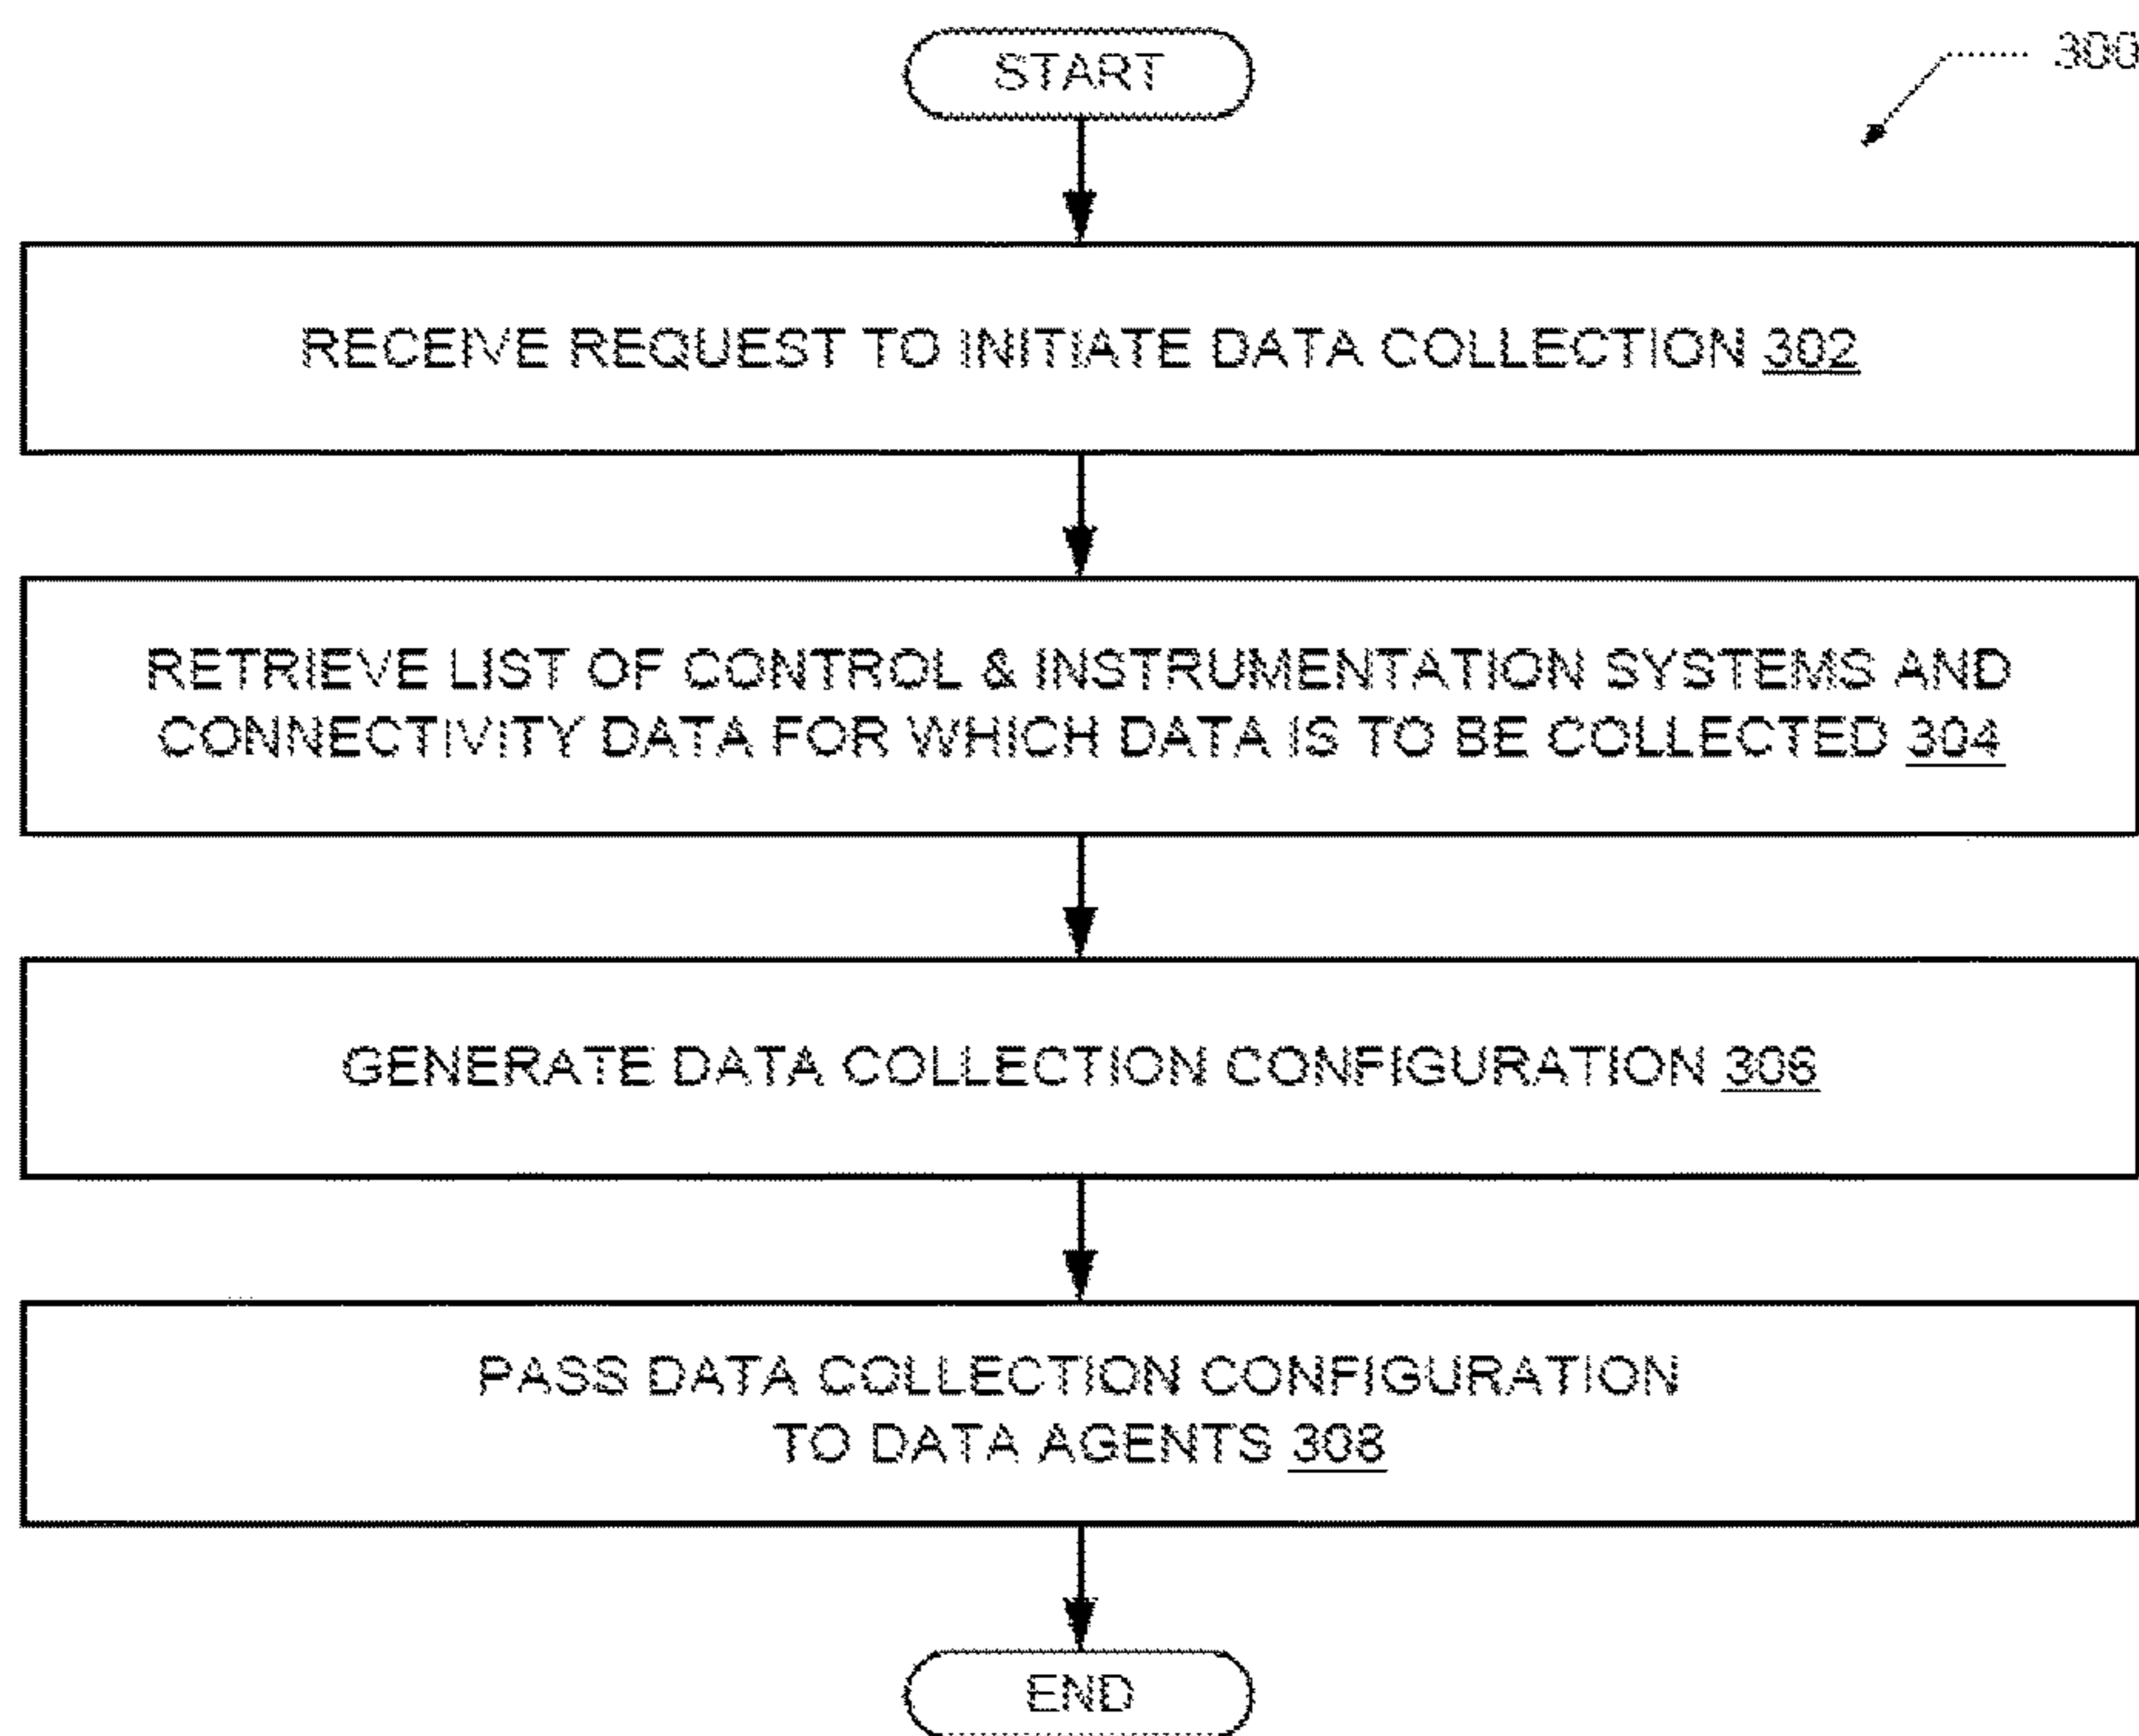 START
300
RECEIVE REQUEST TO INITIATE DATA COLLECTION 302
RETRIEVE LIST OF CONTROL & INSTRUMENTATION SYSTEMS AND
CONNECTIVITY DATA FOR WHICH DATA IS TO BE COLLECTED 304
GENERATE DATA COLLECTION CONFIGURATION 306
PASS DATA COLLECTION CONFIGURATION
TO DATA AGENTS 308
END